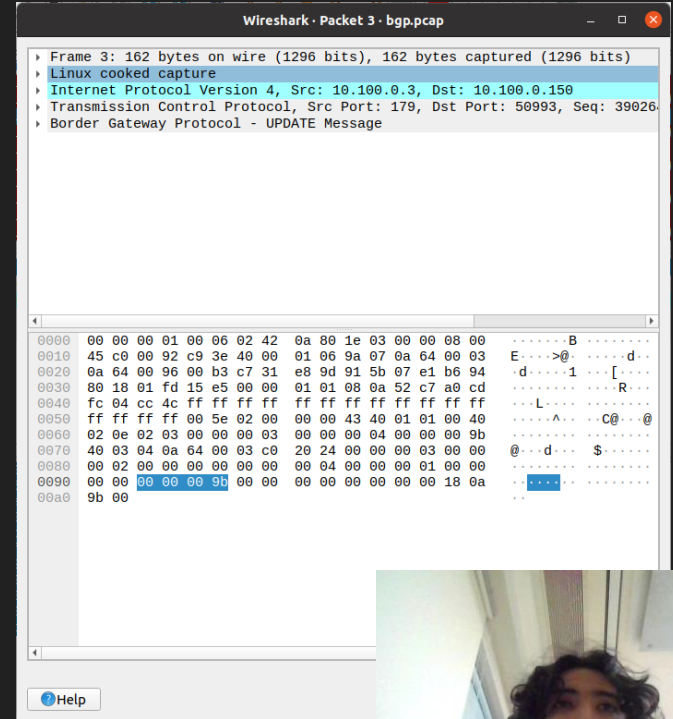 Wireshark · Packet 3 · bgp.pcap
Frame 3: 162 bytes on wire (1296 bits), 162 bytes captured (1296 bits)
Linux cooked capture
Internet Protocol Version 4, Src: 10.100.0.3, Dst: 10.100.0.150
Transmission Control Protocol, Src Port: 179, Dst Port: 50993, Seq: 39026
Border Gateway Protocol - UPDATE Message
0000 00 00 00 01 00 06 02 42 0a 80 1e 03 00 00 08 00 ·······B ········
0010 45 c0 00 92 c9 3e 40 00 01 06 9a 07 0a 64 00 03 E····>@· ·····d··
0020 0a 64 00 96 00 b3 c7 31 e8 9d 91 5b 07 e1 b6 94 ·d·····1 ···[····
0030 80 18 01 fd 15 e5 00 00 01 01 08 0a 52 c7 a0 cd ········ ····R···
0040 fc 04 cc 4c ff ff ff ff ff ff ff ff ff ff ff ff ···L···· ········
0050 ff ff ff ff 00 5e 02 00 00 00 43 40 01 01 00 40 ·····^·· ··C@···@
0060 02 0e 02 03 00 00 00 03 00 00 00 04 00 00 00 9b ········ ········
0070 40 03 04 0a 64 00 03 c0 20 24 00 00 00 03 00 00 @···d··· $······
0080 00 02 00 00 00 00 00 00 00 04 00 00 00 01 00 00 ········ ········
0090 00 00 00 00 00 9b 00 00 00 00 00 00 00 00 18 0a ········ ········
00a0 9b 00 ··
Help